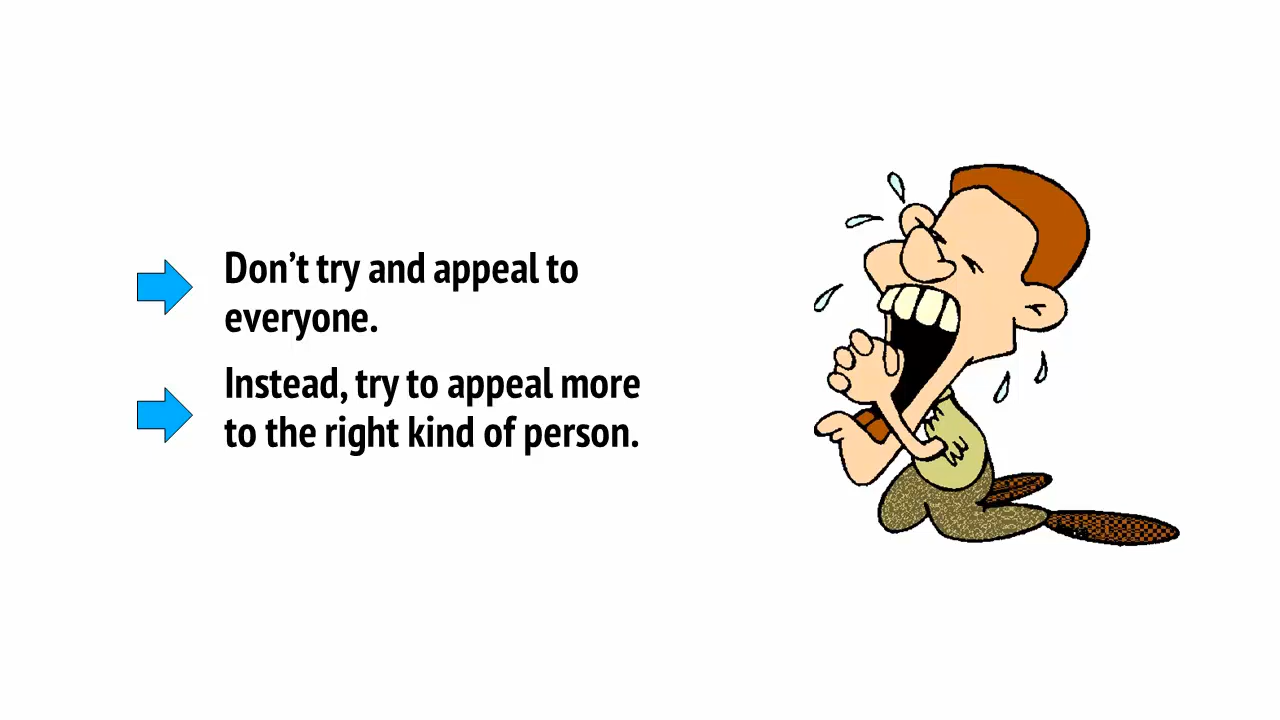 Don’t try and appeal to
everyone.
Instead, try to appeal more
to the right kind of person.